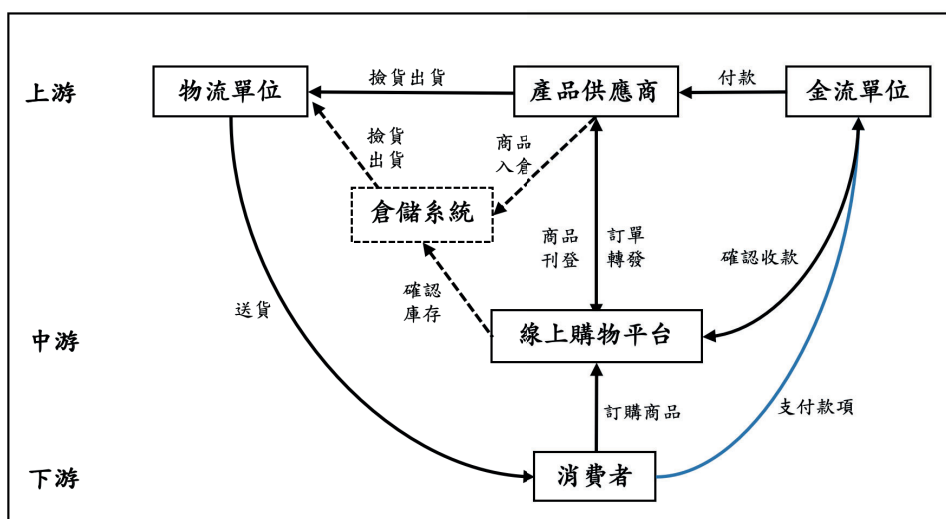 上游
物流單位
撿貨出貨
產品供應商
付款
金流單位
撿貨
出貨
商品
入倉
倉儲系統
商品
刊登
訂單
轉發
確認收款
確認
庫存
送貨
中游
線上購物平台
訂購商品
支付款項
下游
消費者